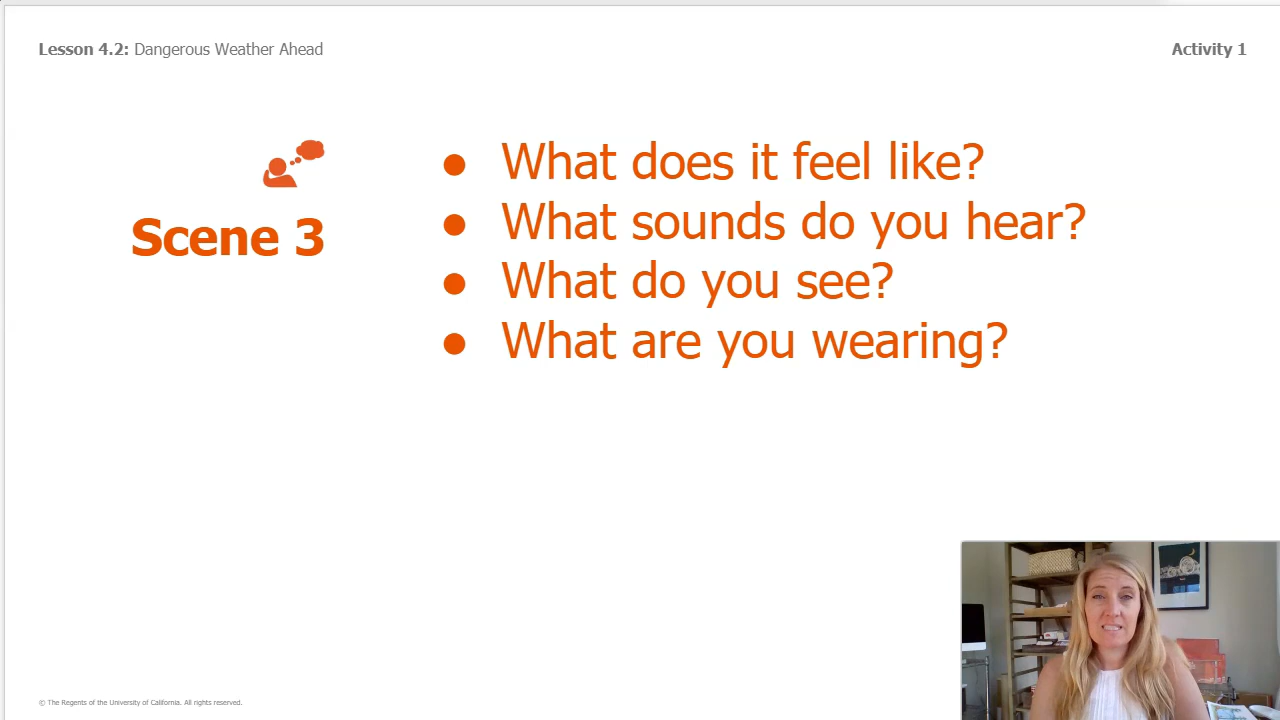 Lesson 4.2: Dangerous Weather Ahead
Activity 1
Scene 3
● What does it feel like?
● What sounds do you hear?
● What do you see?
● What are you wearing?
© The Regents of the University of California. All rights reserved.